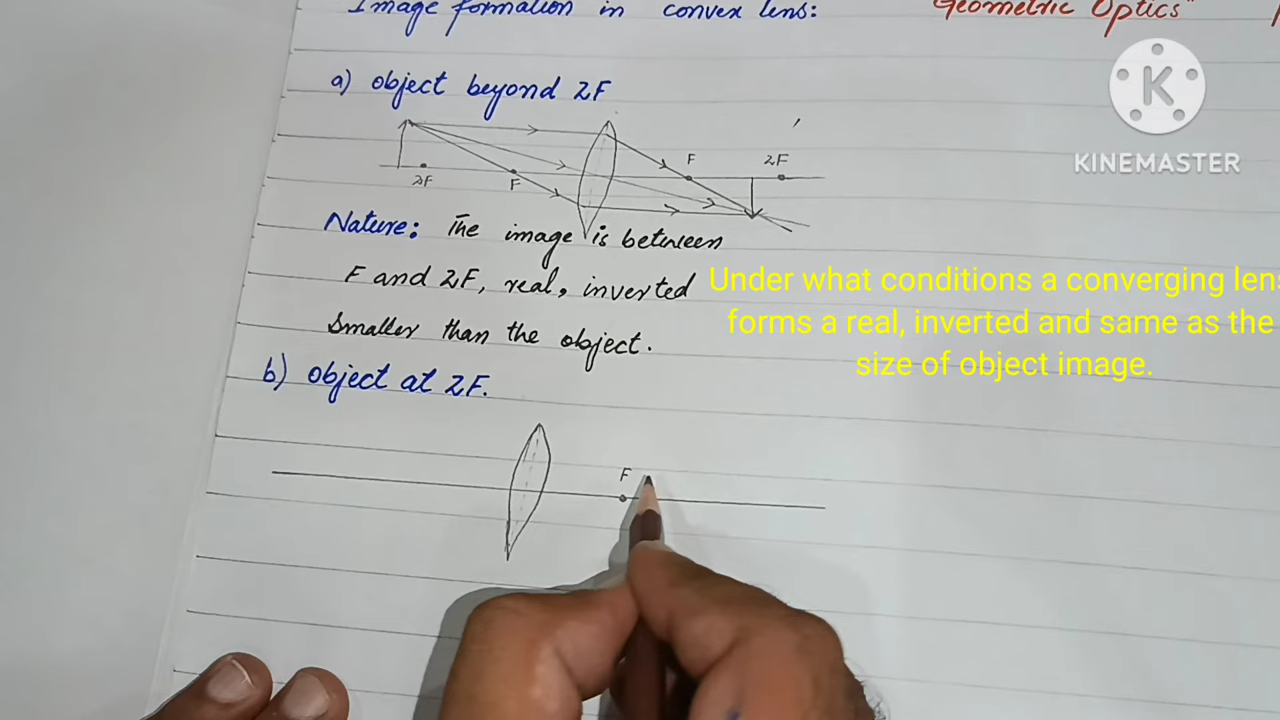 Image formation in convex lens:
Geometric Optics"
a) object beyond 2F
F
2F
2F
F
Nature: The image is between
F and 2F, real, inverted
Smaller than the object.
b) object at 2F.
F
K
KINEMASTER
Under what conditions a converging lens
forms a real, inverted and same as the
size of object image.